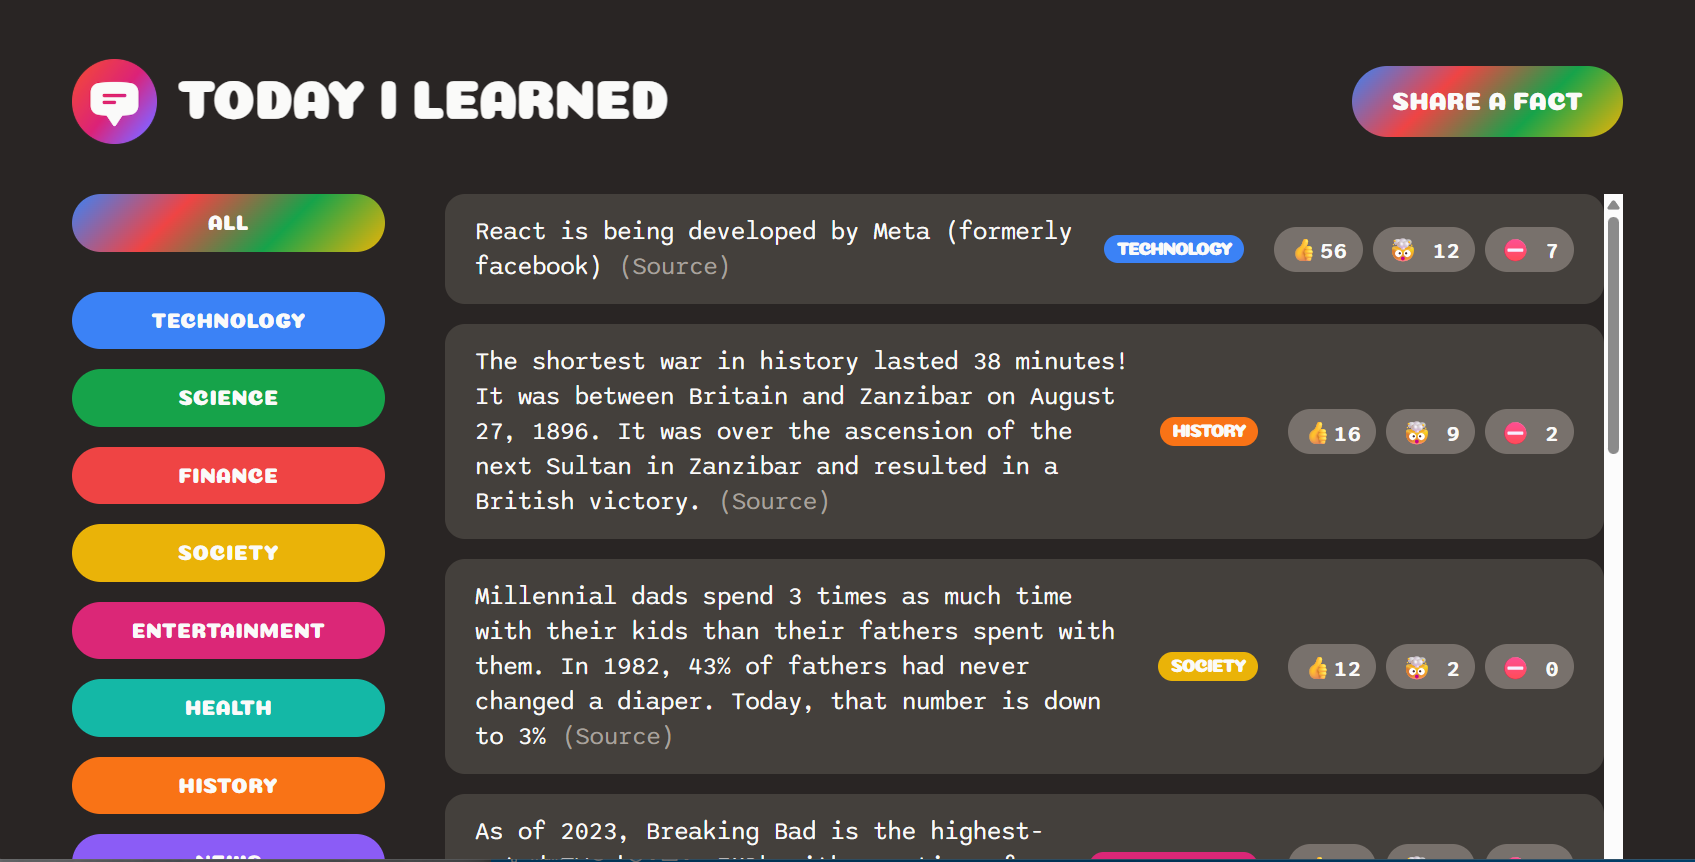 TODAY I LEARNED
SHARE A FACT
ALL
TECHNOLOGY
SCIENCE
FINANCE
SOCIETY
ENTERTAINMENT
HEALTH
HISTORY
NEWS
React is being developed by Meta (formerly
facebook) (Source)
TECHNOLOGY
👍 56
🤯 12
⛔ 7
The shortest war in history lasted 38 minutes!
It was between Britain and Zanzibar on August
27, 1896. It was over the ascension of the
next Sultan in Zanzibar and resulted in a
British victory. (Source)
HISTORY
👍 16
🤯 9
⛔ 2
Millennial dads spend 3 times as much time
with their kids than their fathers spent with
them. In 1982, 43% of fathers had never
changed a diaper. Today, that number is down
to 3% (Source)
SOCIETY
👍 12
🤯 2
⛔ 0
As of 2023, Breaking Bad is the highest-